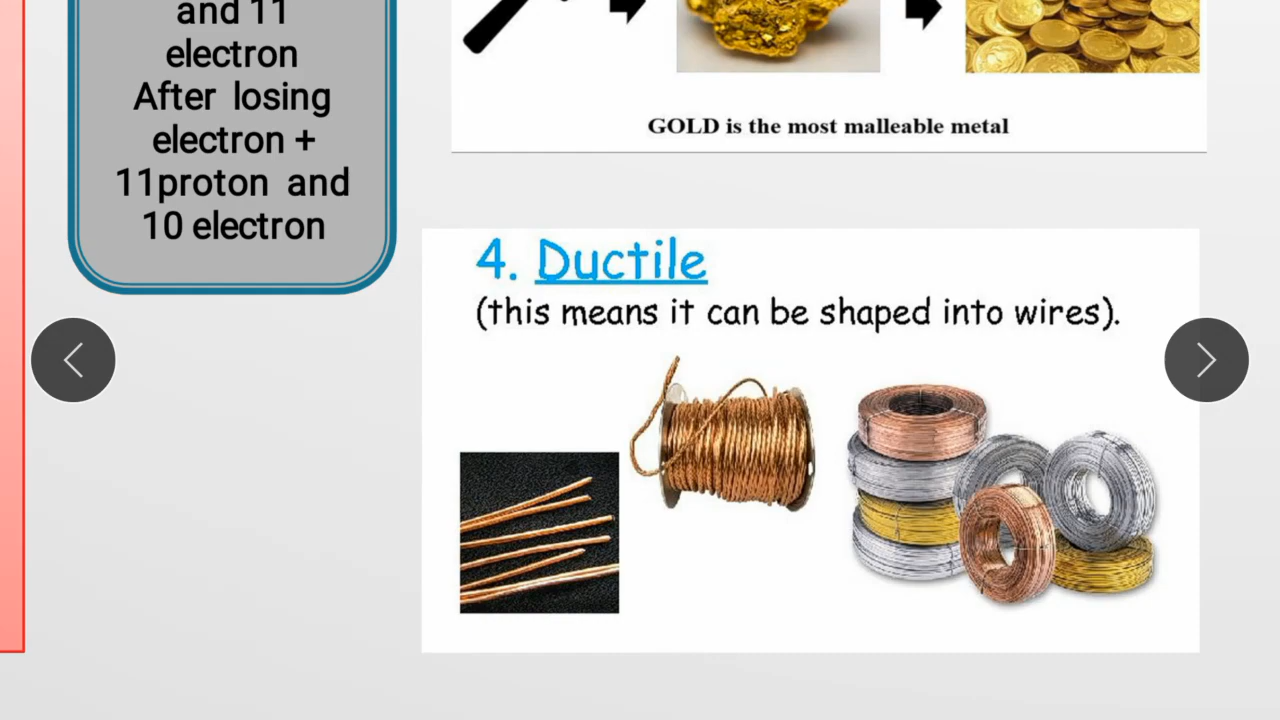 and 11
electron
After losing
electron +
11proton and
10 electron
GOLD is the most malleable metal
4. Ductile
(this means it can be shaped into wires).